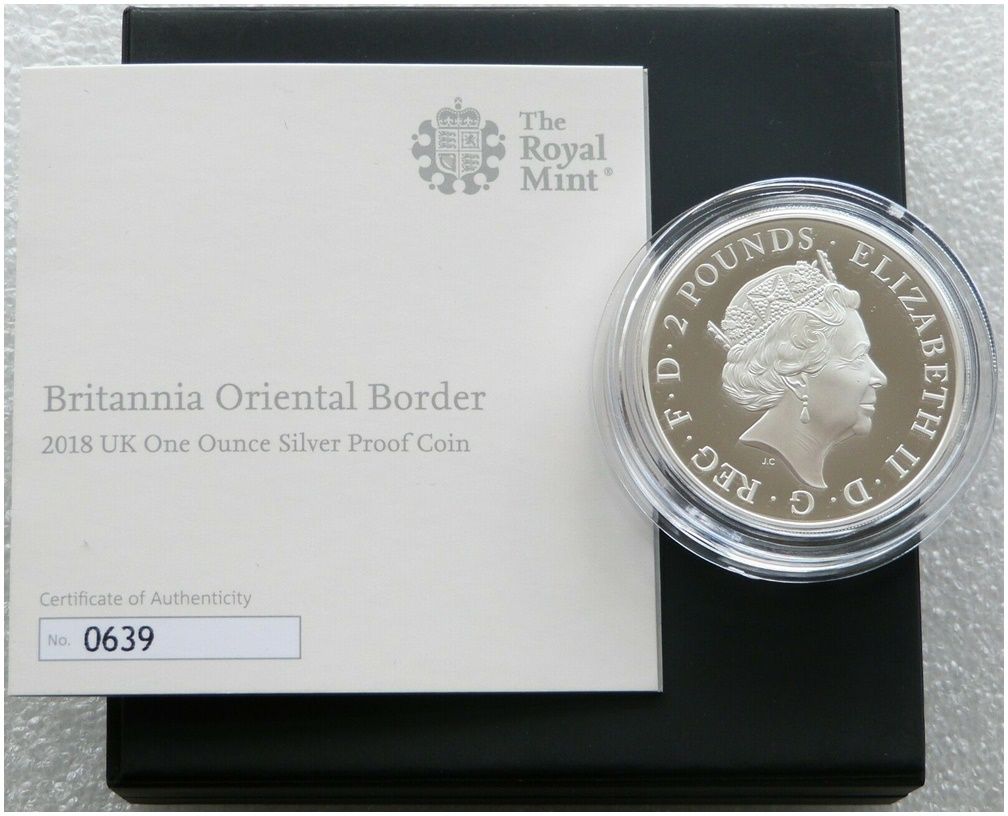 The
Royal
Mint®
Britannia Oriental Border
2018 UK One Ounce Silver Proof Coin
Certificate of Authenticity
No. 0639
ELIZABETH II · D · G · REG · F · D · 2 POUNDS ·
J.C